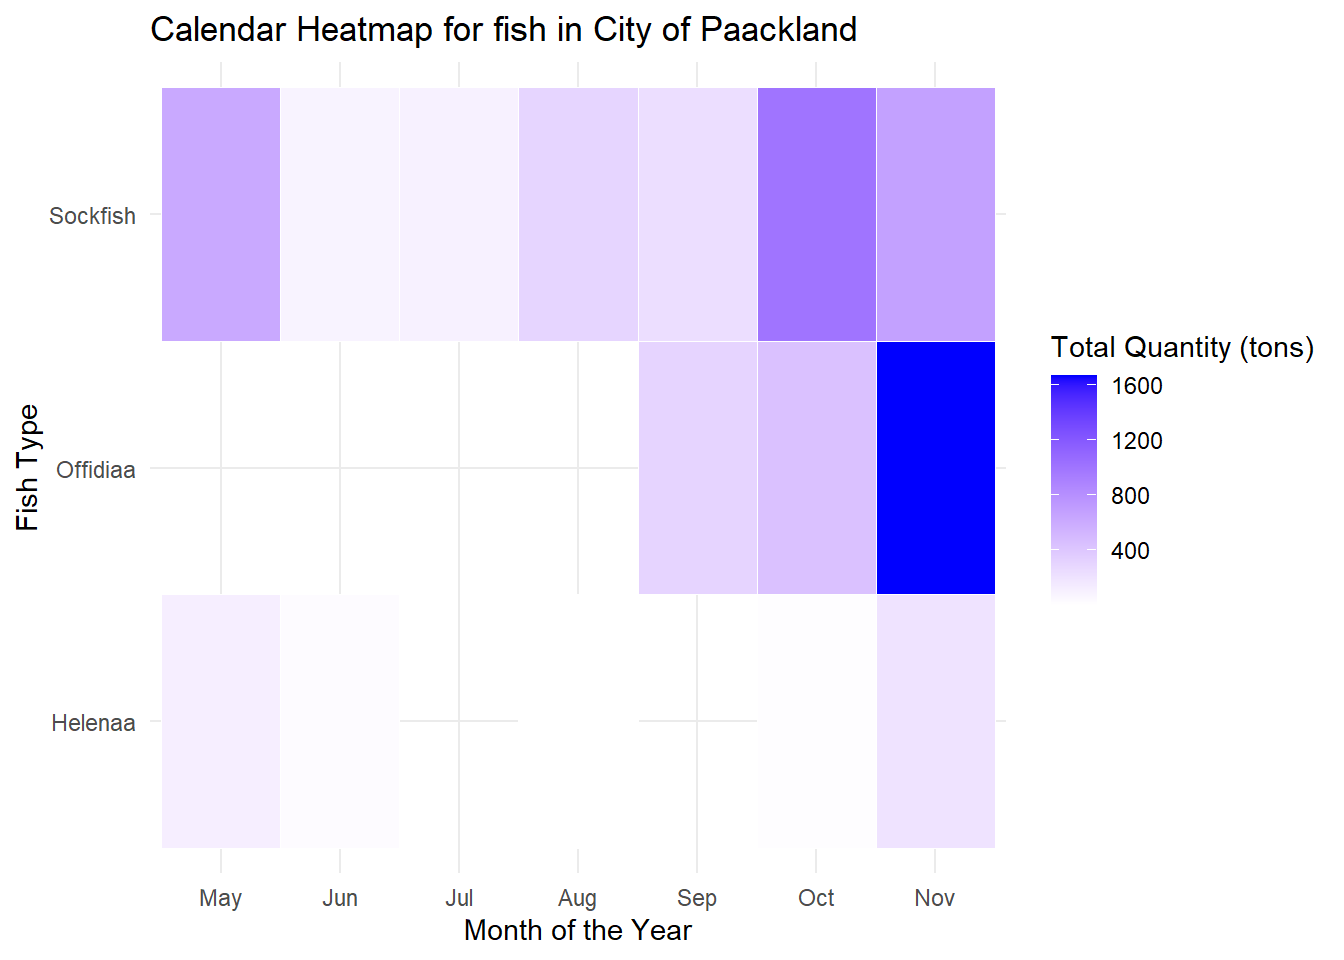 Calendar Heatmap for fish in City of Paackland
Sockfish
Offidiaa
Helenaa
Fish Type
May Jun Jul Aug Sep Oct Nov
Month of the Year
Total Quantity (tons)
1600
1200
800
400